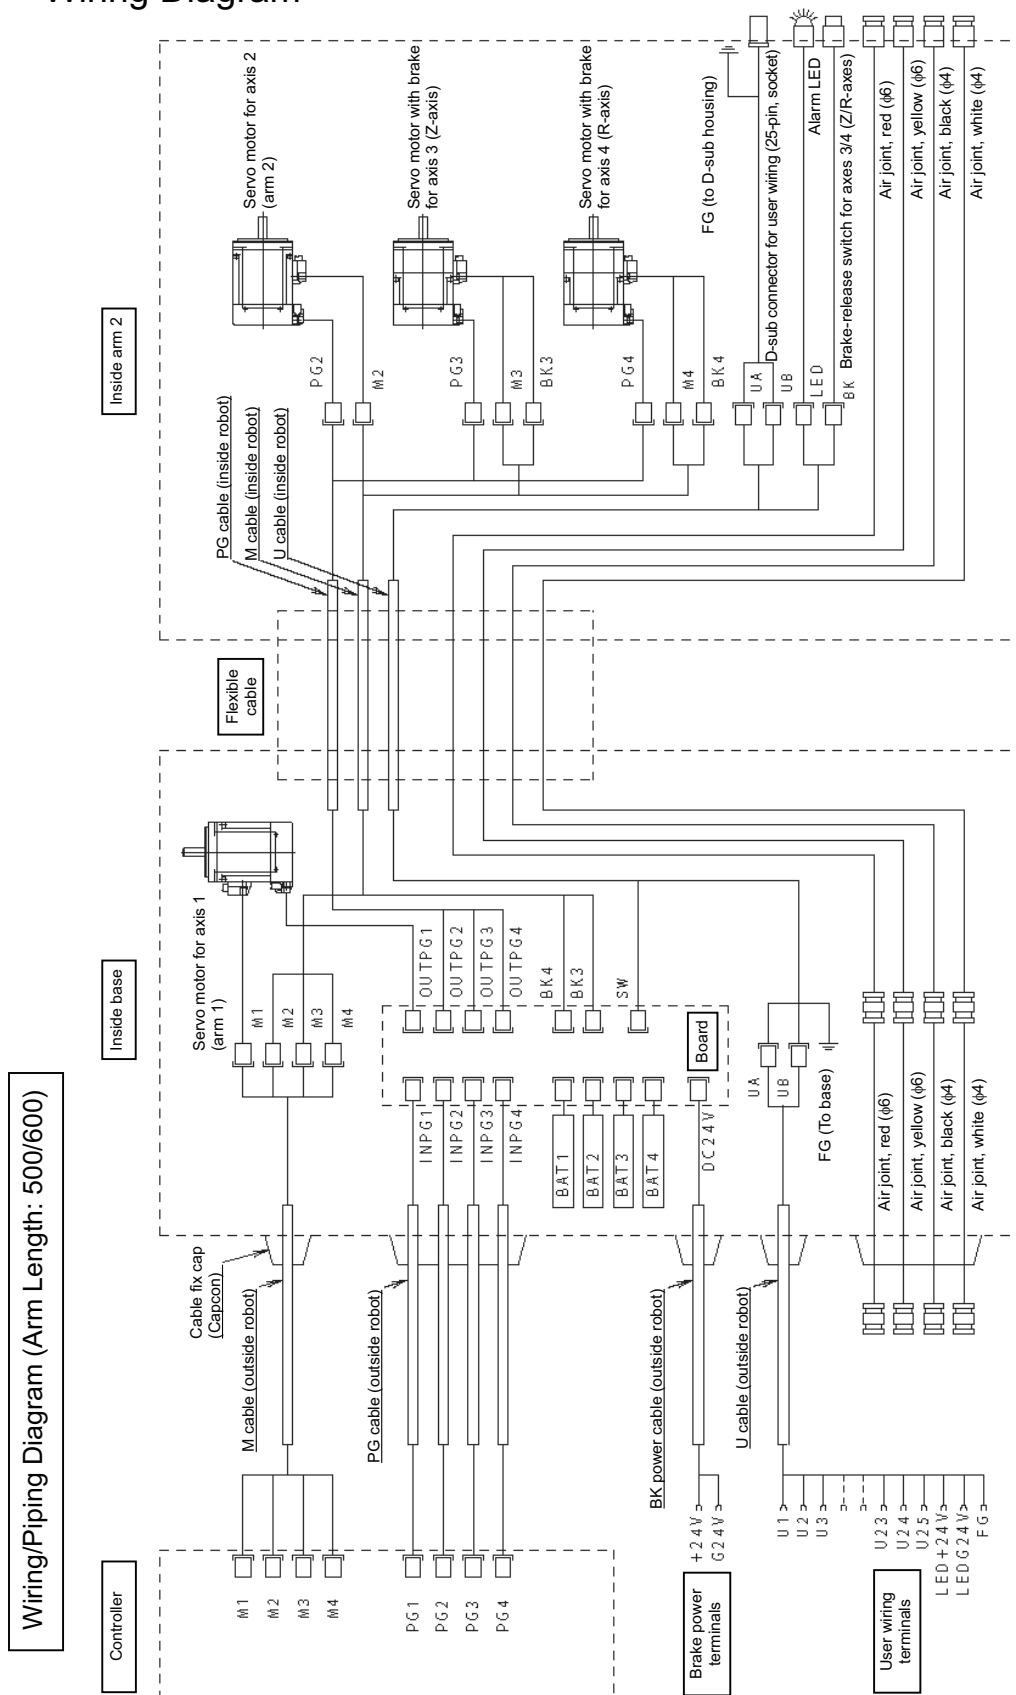 Wiring Diagram
Wiring/Piping Diagram (Arm Length: 500/600)
Controller
Inside base
Flexible
cable
Inside arm 2
M1
M2
M3
M4
PG1
PG2
PG3
PG4
Brake power
terminals
+24V
G24V
User wiring
terminals
U1
U2
U3
U23
U24
U25
LED+24V
LEDG24V
FG
Cable fix cap
(Capcon)
M cable (outside robot)
PG cable (outside robot)
BK power cable (outside robot)
U cable (outside robot)
Servo motor for axis 1
(arm 1)
M1
M2
M3
M4
INPG1
INPG2
INPG3
INPG4
BAT1
BAT2
BAT3
BAT4
DC24V
OUTPG1
OUTPG2
OUTPG3
OUTPG4
BK4
BK3
SW
Board
UA
UB
FG (To base)
Air joint, red (ϕ6)
Air joint, yellow (ϕ6)
Air joint, black (ϕ4)
Air joint, white (ϕ4)
PG cable (inside robot)
M cable (inside robot)
U cable (inside robot)
Servo motor for axis 2
(arm 2)
PG2
M2
Servo motor with brake
for axis 3 (Z-axis)
PG3
M3
BK3
Servo motor with brake
for axis 4 (R-axis)
PG4
M4
BK4
FG (to D-sub housing)
UA
D-sub connector for user wiring (25-pin, socket)
UB
LED
Alarm LED
BK
Brake-release switch for axes 3/4 (Z/R-axes)
Air joint, red (ϕ6)
Air joint, yellow (ϕ6)
Air joint, black (ϕ4)
Air joint, white (ϕ4)